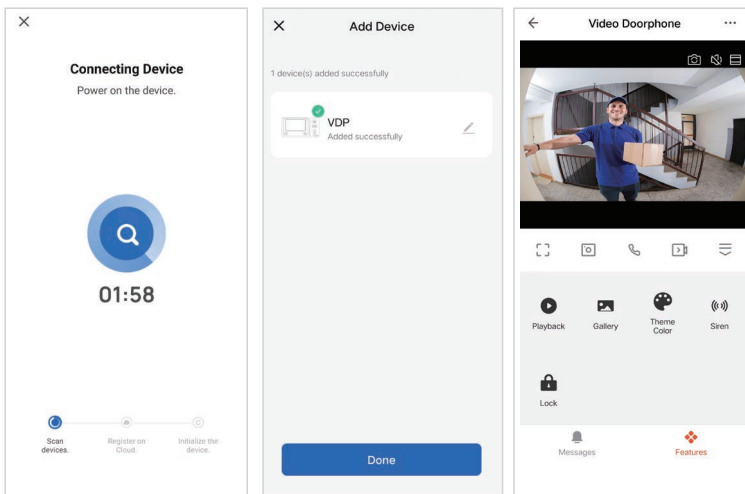 Connecting Device
Power on the device.
01:58
Scan
devices.
Register on
Cloud.
Initialize the
device.
Add Device
1 device(s) added successfully
VDP
Added successfully
Done
Video Doorphone
Playback
Gallery
Theme
Color
Siren
Lock
Messages
Features